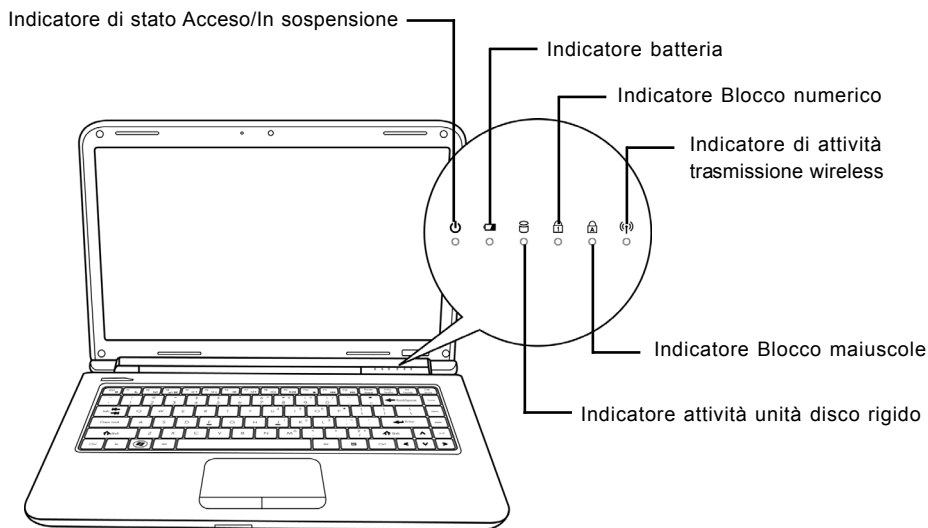 Indicatore di stato Acceso/In sospensione
Indicatore batteria
Indicatore Blocco numerico
Indicatore di attività
trasmissione wireless
Indicatore Blocco maiuscole
Indicatore attività unità disco rigido